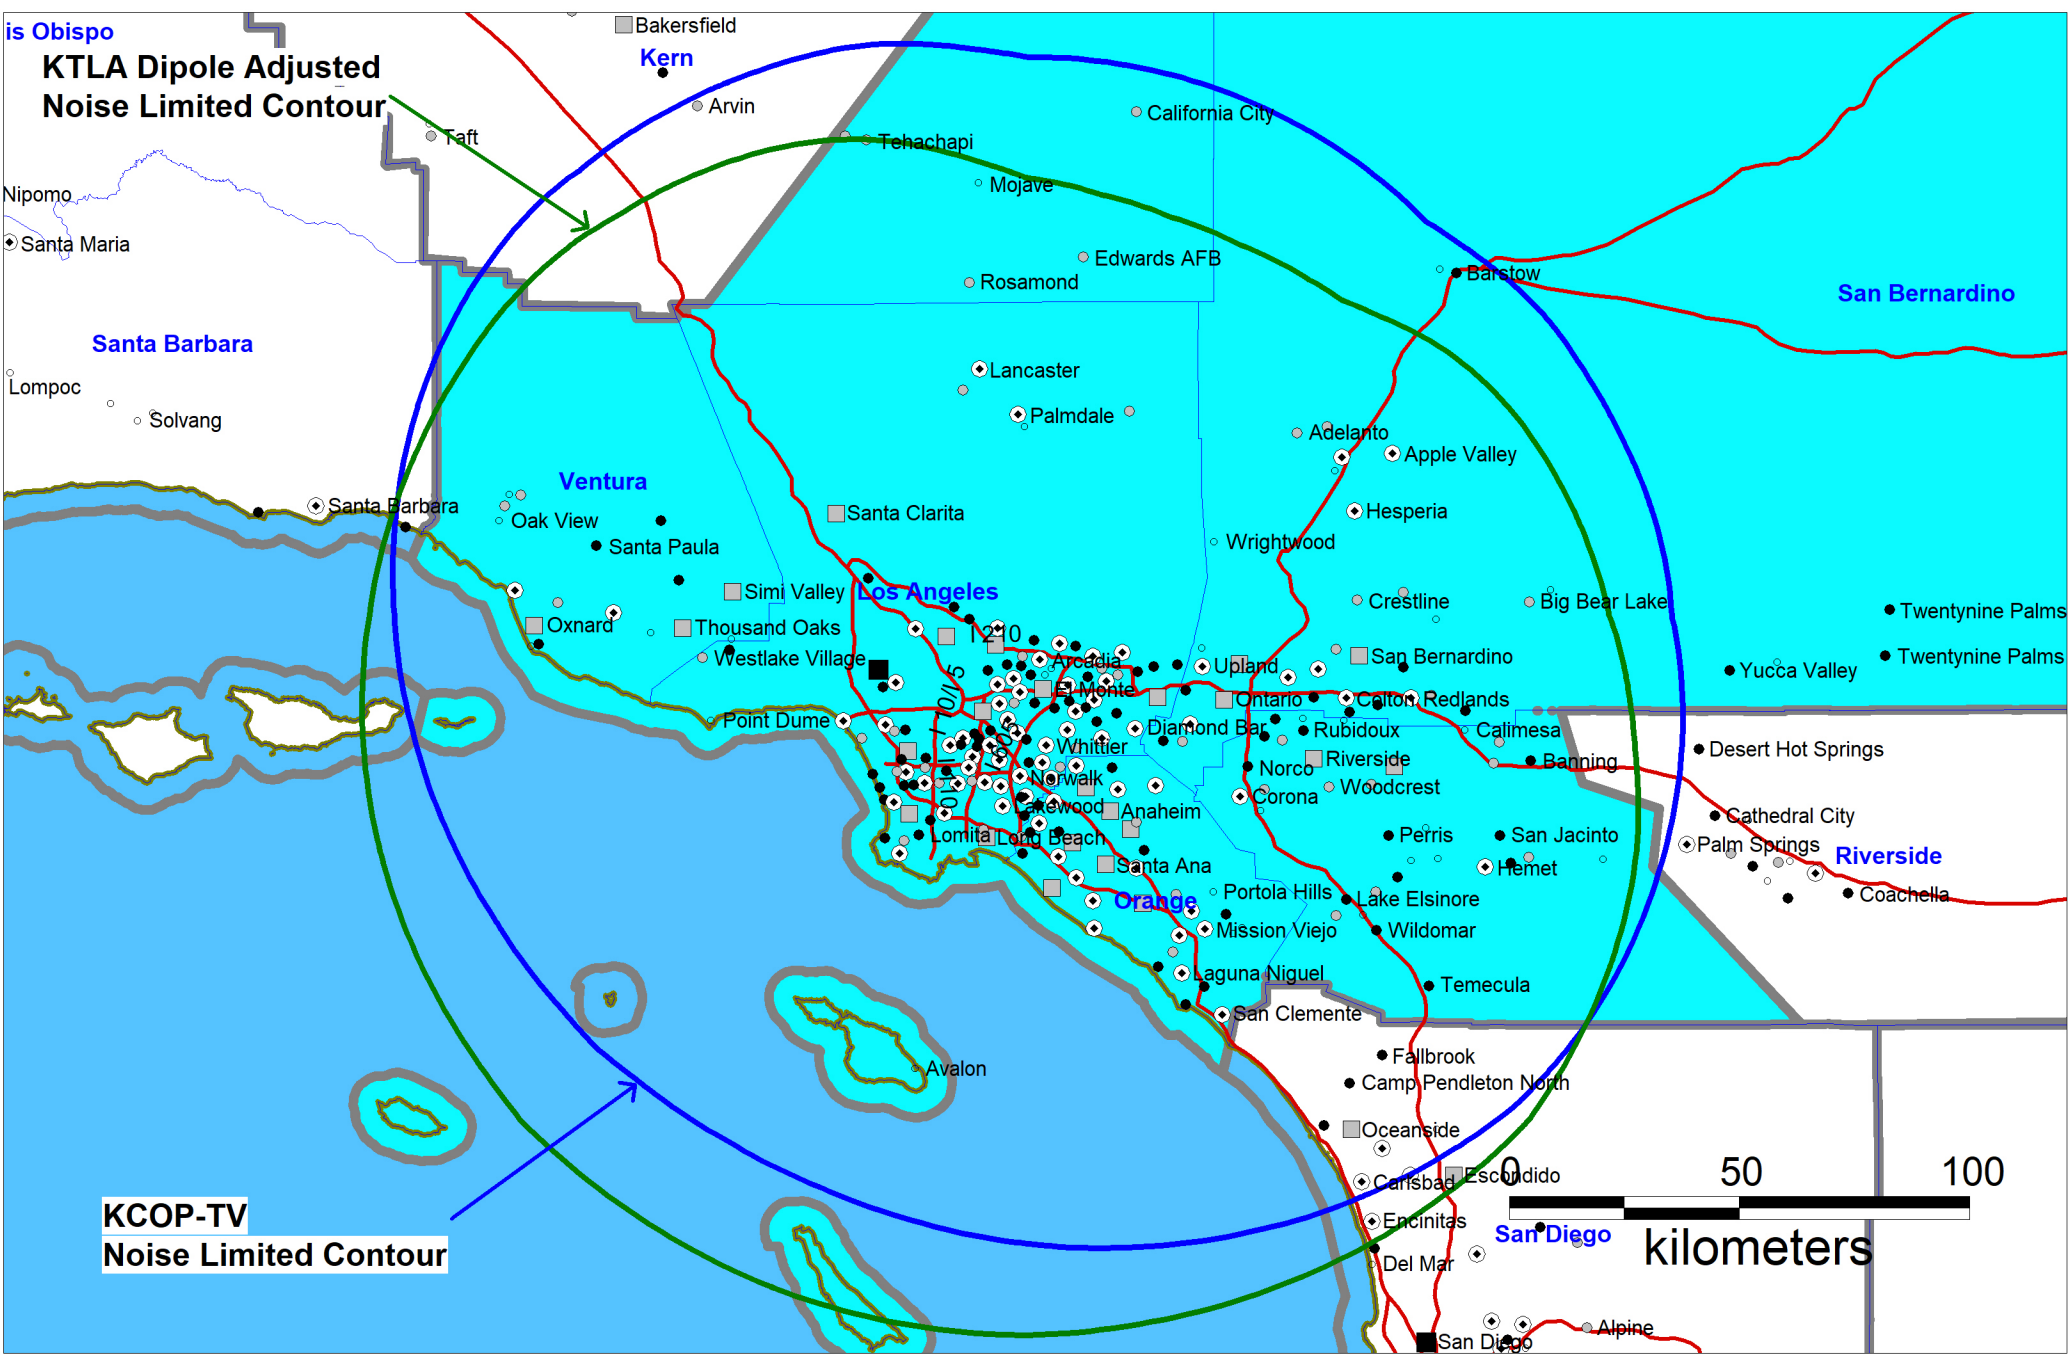 is Obispo
Bakersfield
Kern
KTLA Dipole Adjusted
Noise Limited Contour
Arvin
California City
Taft
Tehachapi
Mojave
Nipomo
Santa Maria
Edwards AFB
Rosamond
Barstow
San Bernardino
Santa Barbara
Lancaster
Lompoc
Palmdale
Solvang
Adelanto
Apple Valley
Ventura
Santa Barbara
Santa Clarita
Hesperia
Oak View
Santa Paula
Wrightwood
Simi Valley
Los Angeles
Crestline
Big Bear Lake
Twentynine Palms
Oxnard
Thousand Oaks
I 210
Westlake Village
Arcadia
Upland
San Bernardino
Twentynine Palms
Yucca Valley
El Monte
Ontario
Colton
Redlands
I 10/I 5
Point Dume
Diamond Bar
Rubidoux
Calimesa
Whittier
Desert Hot Springs
Riverside
Banning
Norwalk
Norco
Woodcrest
Corona
Lakewood
Anaheim
Cathedral City
Lomita
Long Beach
Perris
San Jacinto
Palm Springs
Santa Ana
Hemet
Riverside
Portola Hills
Lake Elsinore
Coachella
Orange
Mission Viejo
Wildomar
Laguna Niguel
Temecula
San Clemente
Fallbrook
Avalon
Camp Pendleton North
Oceanside
Carlsbad
Escondido
0 50 100
kilometers
KCOP-TV
Noise Limited Contour
Encinitas
San Diego
Del Mar
Alpine
San Diego